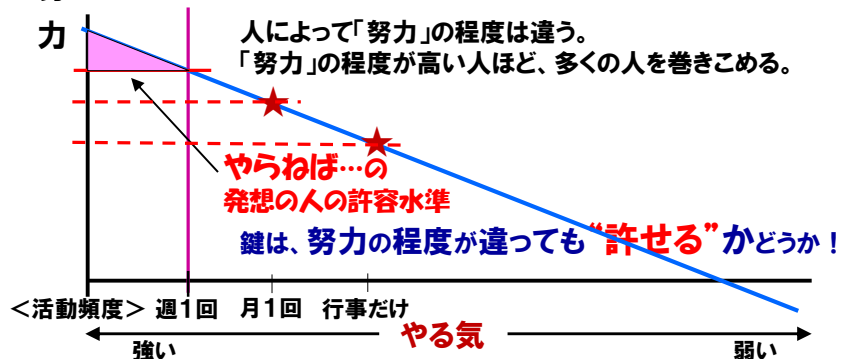 力
人によって「努力」の程度は違う。
「努力」の程度が高い人ほど、多くの人を巻きこめる。
やらねば…の
発想の人の許容水準
鍵は、努力の程度が違っても“許せる”かどうか！
＜活動頻度＞ 週1回 月1回 行事だけ
やる気
強い 弱い